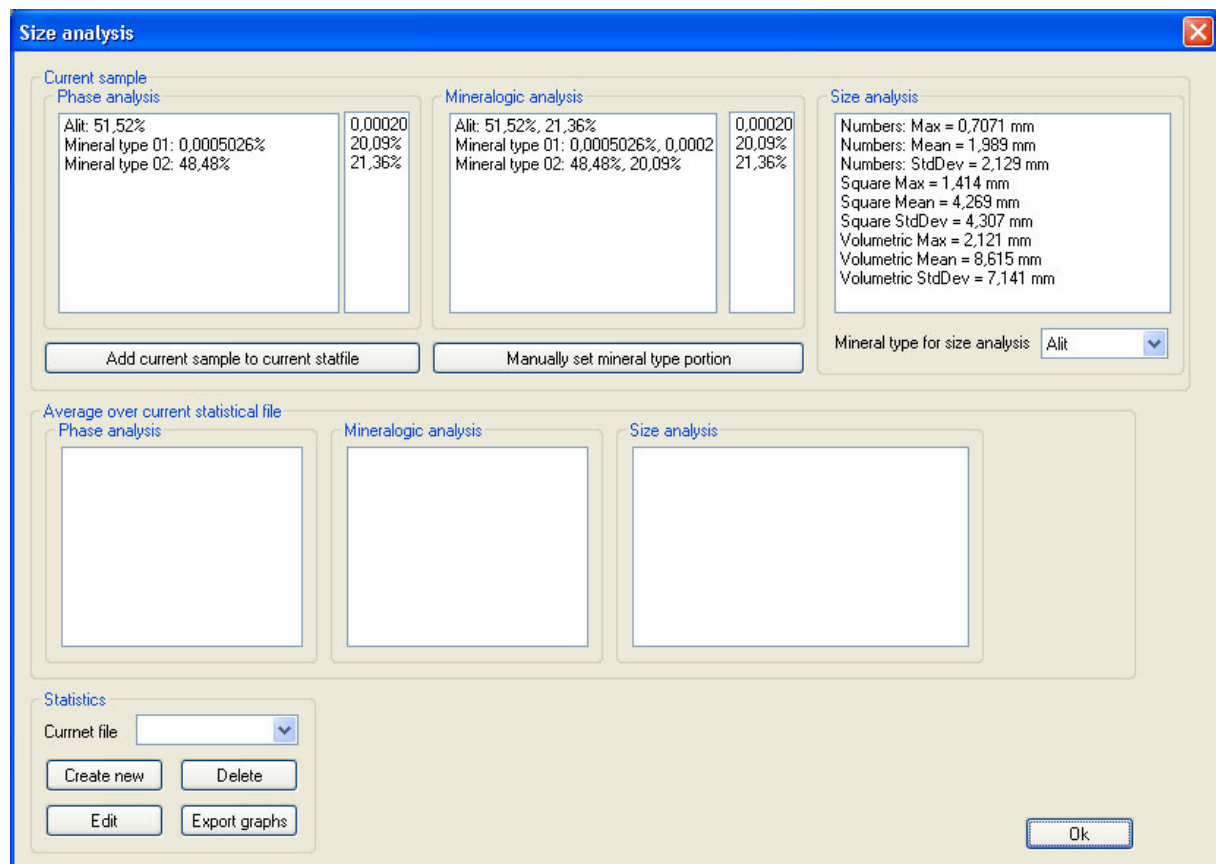 Size analysis
Current sample
Phase analysis
Alit: 51,52%
Mineral type 01: 0,0005026%
Mineral type 02: 48,48%
0,00020
20,09%
21,36%
Mineralogic analysis
Alit: 51,52%, 21,36%
Mineral type 01: 0,0005026%, 0,0002
Mineral type 02: 48,48%, 20,09%
0,00020
20,09%
21,36%
Size analysis
Numbers: Max = 0,7071 mm
Numbers: Mean = 1,989 mm
Numbers: StdDev = 2,129 mm
Square Max = 1,414 mm
Square Mean = 4,269 mm
Square StdDev = 4,307 mm
Volumetric Max = 2,121 mm
Volumetric Mean = 8,615 mm
Volumetric StdDev = 7,141 mm
Add current sample to current statfile
Manually set mineral type portion
Mineral type for size analysis
Alit
Average over current statistical file
Phase analysis
Mineralogic analysis
Size analysis
Statistics
Currnet file
Create new
Delete
Edit
Export graphs
Ok